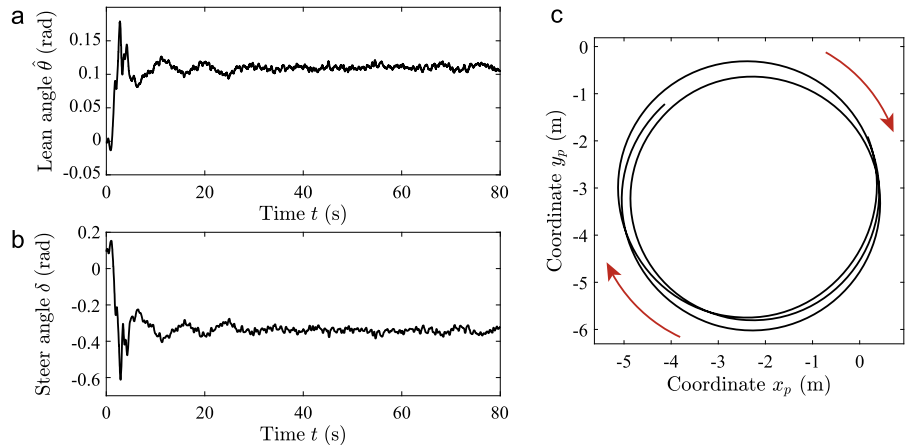 a
Lean angle θ̂ (rad)
0.15
0.1
0.05
0
-0.05
0 20 40 60 80
Time t (s)
b
Steer angle δ (rad)
0.2
0
-0.2
-0.4
-0.6
0 20 40 60 80
Time t (s)
c
Coordinate y_p (m)
0
-1
-2
-3
-4
-5
-6
-5 -4 -3 -2 -1 0
Coordinate x_p (m)